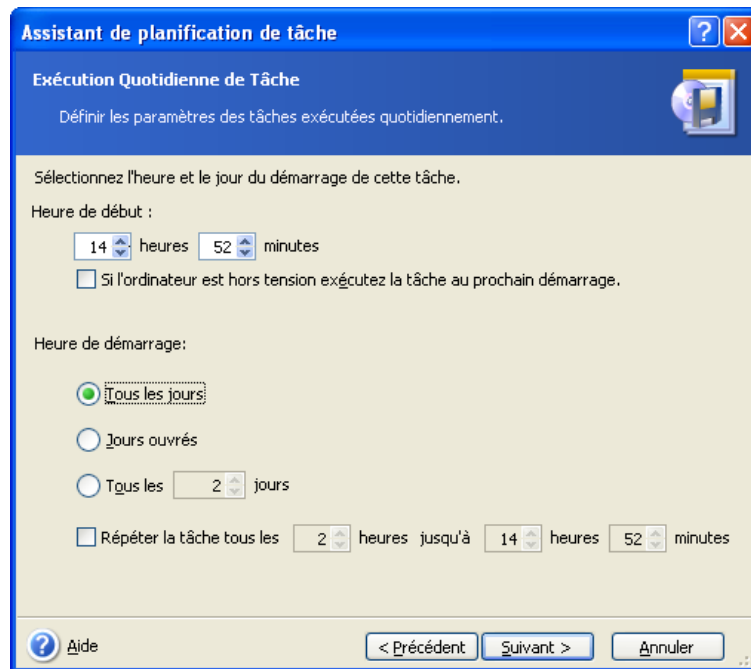 Assistant de planification de tâche
Exécution Quotidienne de Tâche
Définir les paramètres des tâches exécutées quotidiennement.
Sélectionnez l'heure et le jour du démarrage de cette tâche.
Heure de début :
14 heures 52 minutes
Si l'ordinateur est hors tension exécutez la tâche au prochain démarrage.
Heure de démarrage:
Tous les jours
Jours ouvrés
Tous les 2 jours
Répéter la tâche tous les 2 heures jusqu'à 14 heures 52 minutes
? Aide < Précédent Suivant > Annuler